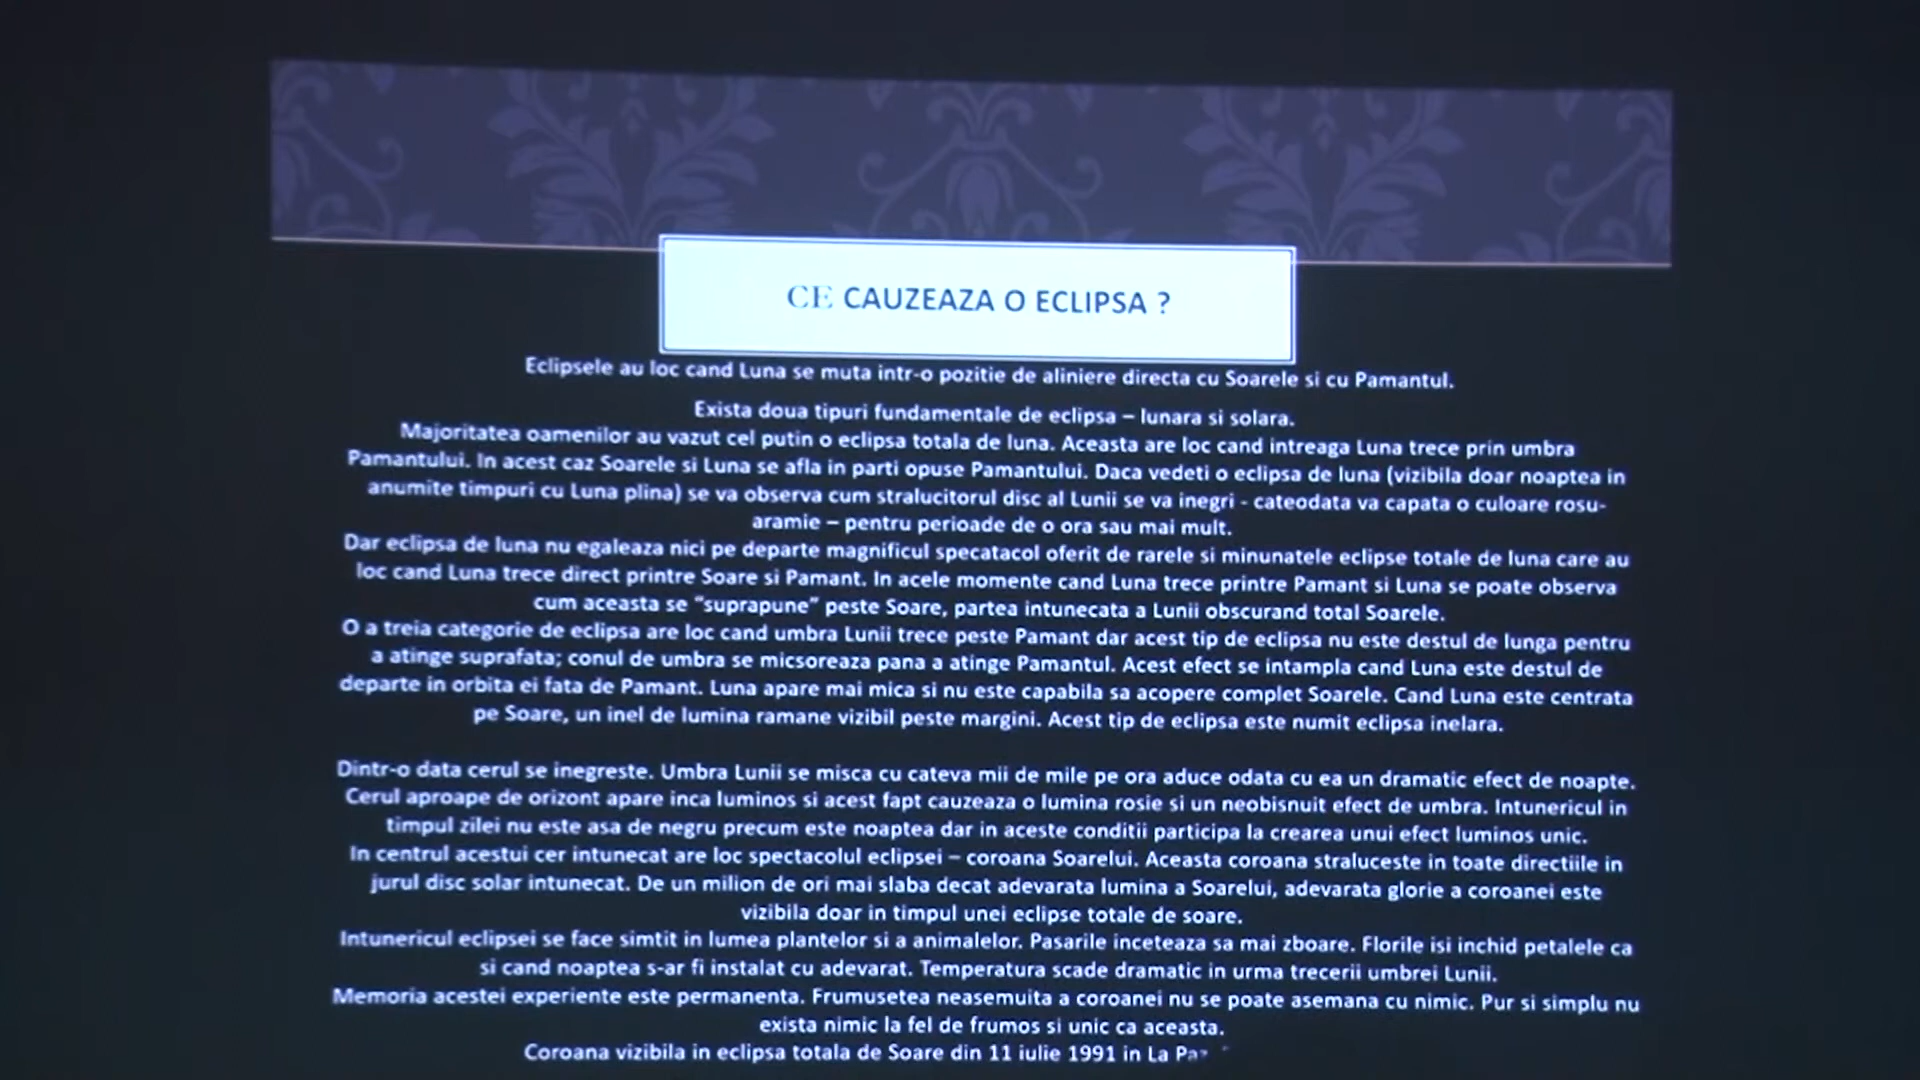 CE CAUZEAZA O ECLIPSA ?
Eclipsele au loc cand Luna se muta intr-o pozitie de aliniere directa cu Soarele si cu Pamantul.
Exista doua tipuri fundamentale de eclipsa – lunara si solara.
Majoritatea oamenilor au vazut cel putin o eclipsa totala de luna. Aceasta are loc cand intreaga Luna trece prin umbra
Pamantului. In acest caz Soarele si Luna se afla in parti opuse Pamantului. Daca vedeti o eclipsa de luna (vizibila doar noaptea in
anumite timpuri cu Luna plina) se va observa cum stralucitorul disc al Lunii se va inegri - cateodata va capata o culoare rosu-
aramie – pentru perioade de o ora sau mai mult.
Dar eclipsa de luna nu egaleaza nici pe departe magnificul specatacol oferit de rarele si minunatele eclipse totale de luna care au
loc cand Luna trece direct printre Soare si Pamant. In acele momente cand Luna trece printre Pamant si Luna se poate observa
cum aceasta se "suprapune" peste Soare, partea intunecata a Lunii obscurand total Soarele.
O a treia categorie de eclipsa are loc cand umbra Lunii trece peste Pamant dar acest tip de eclipsa nu este destul de lunga pentru
a atinge suprafata; conul de umbra se micsoreaza pana a atinge Pamantul. Acest efect se intampla cand Luna este destul de
departe in orbita ei fata de Pamant. Luna apare mai mica si nu este capabila sa acopere complet Soarele. Cand Luna este centrata
pe Soare, un inel de lumina ramane vizibil peste margini. Acest tip de eclipsa este numit eclipsa inelara.
Dintr-o data cerul se inegreste. Umbra Lunii se misca cu cateva mii de mile pe ora aduce odata cu ea un dramatic efect de noapte.
Cerul aproape de orizont apare inca luminos si acest fapt cauzeaza o lumina rosie si un neobisnuit efect de umbra. Intunericul in
timpul zilei nu este asa de negru precum este noaptea dar in aceste conditii participa la crearea unui efect luminos unic.
In centrul acestui cer intunecat are loc spectacolul eclipsei – coroana Soarelui. Aceasta coroana straluceste in toate directiile in
jurul disc solar intunecat. De un milion de ori mai slaba decat adevarata lumina a Soarelui, adevarata glorie a coroanei este
vizibila doar in timpul unei eclipse totale de soare.
Intunericul eclipsei se face simtit in lumea plantelor si a animalelor. Pasarile inceteaza sa mai zboare. Florile isi inchid petalele ca
si cand noaptea s-ar fi instalat cu adevarat. Temperatura scade dramatic in urma trecerii umbrei Lunii.
Memoria acestei experiente este permanenta. Frumusetea neasemuita a coroanei nu se poate asemana cu nimic. Pur si simplu nu
exista nimic la fel de frumos si unic ca aceasta.
Coroana vizibila in eclipsa totala de Soare din 11 iulie 1991 in La